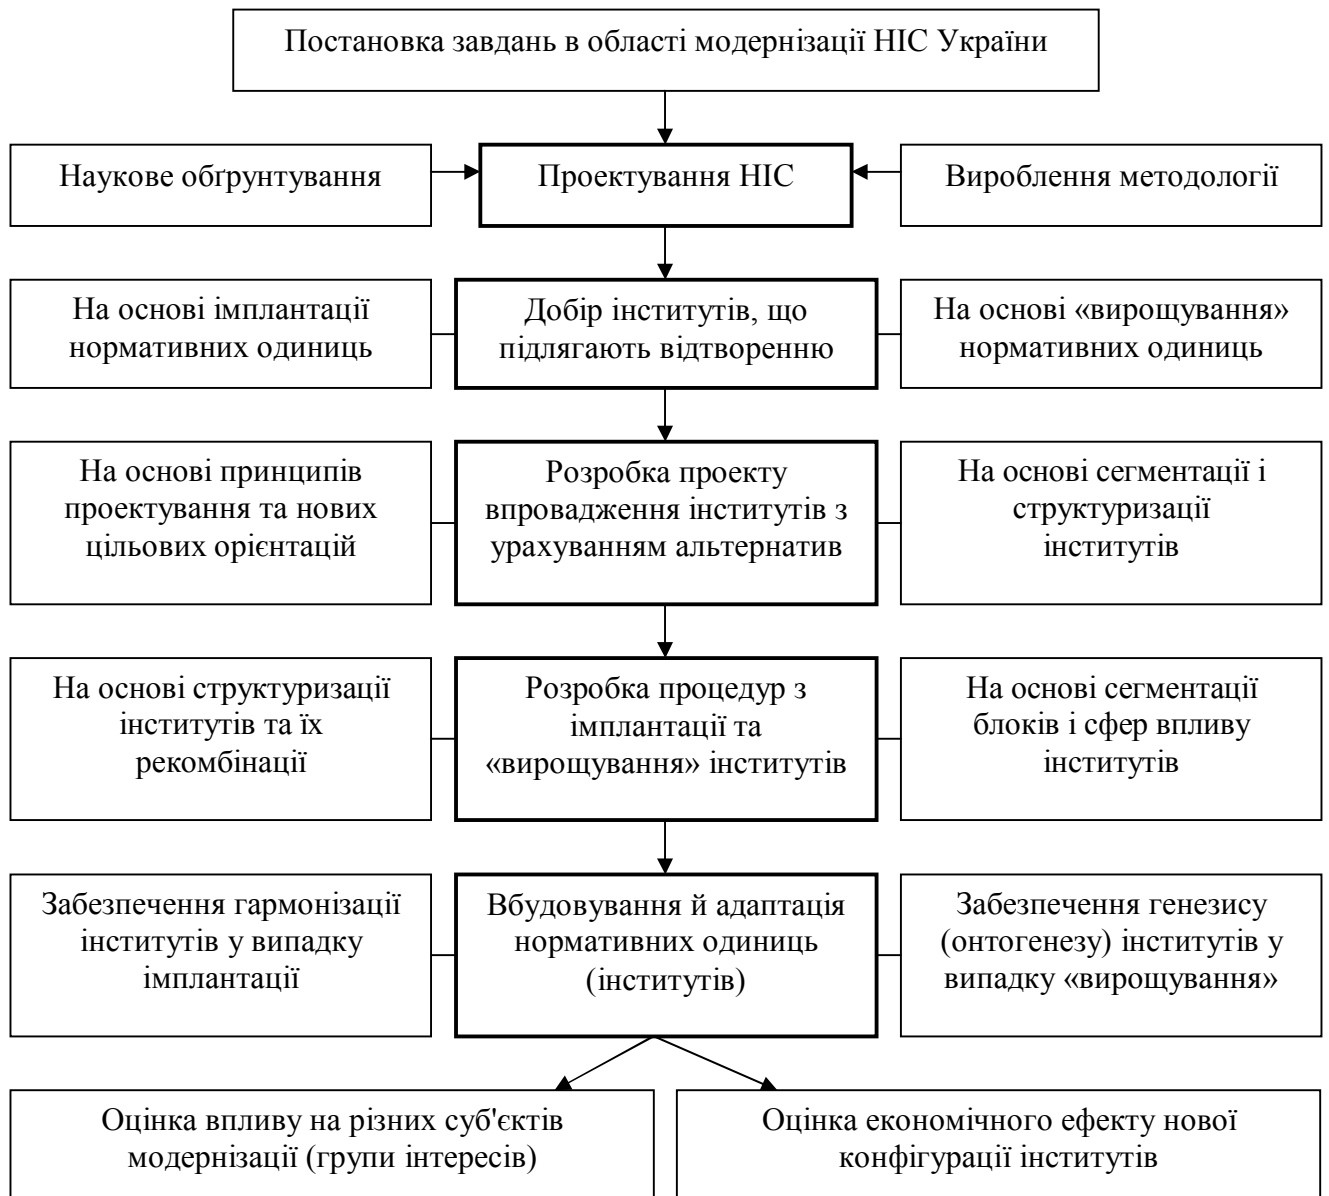 Постановка завдань в області модернізації НІС України
Наукове обґрунтування
Проектування НІС
Вироблення методології
На основі імплантації
нормативних одиниць
Добір інститутів, що
підлягають відтворенню
На основі «вирощування»
нормативних одиниць
На основі принципів
проектування та нових
цільових орієнтацій
Розробка проекту
впровадження інститутів з
урахуванням альтернатив
На основі сегментації і
структуризації
інститутів
На основі структуризації
інститутів та їх
рекомбінації
Розробка процедур з
імплантації та
«вирощування» інститутів
На основі сегментації
блоків і сфер впливу
інститутів
Забезпечення гармонізації
інститутів у випадку
імплантації
Вбудовування й адаптація
нормативних одиниць
(інститутів)
Забезпечення генезису
(онтогенезу) інститутів у
випадку «вирощування»
Оцінка впливу на різних суб'єктів
модернізації (групи інтересів)
Оцінка економічного ефекту нової
конфігурації інститутів